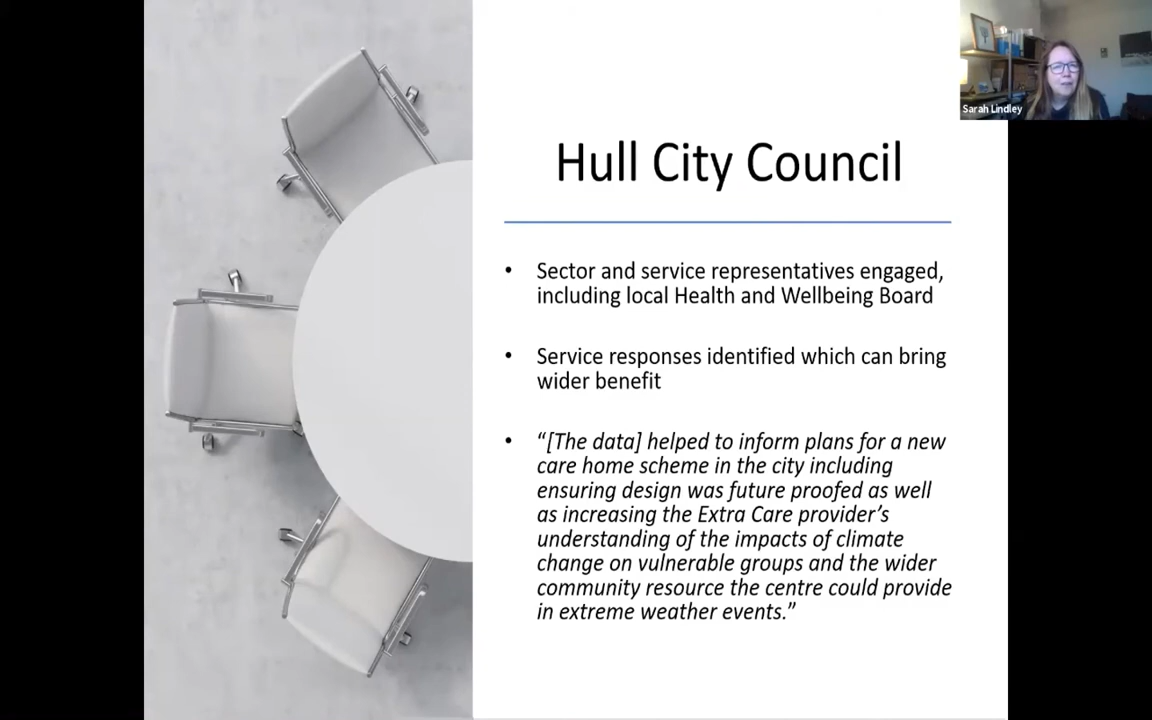 Sarah Lindley
Hull City Council
• Sector and service representatives engaged,
including local Health and Wellbeing Board
• Service responses identified which can bring
wider benefit
• “[The data] helped to inform plans for a new
care home scheme in the city including
ensuring design was future proofed as well
as increasing the Extra Care provider’s
understanding of the impacts of climate
change on vulnerable groups and the wider
community resource the centre could provide
in extreme weather events.”